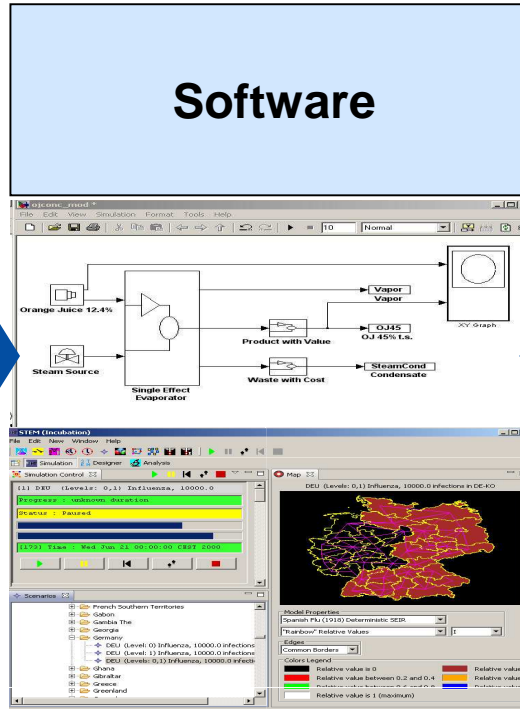 Software
ojconc_mod *
File Edit View Simulation Format Tools Help
10 Normal
Orange Juice 12.4%
Steam Source
Single Effect
Evaporator
Product with Value
Waste with Cost
Vapor
Vapor
OJ45
OJ 45% t.s.
SteamCond
Condensate
XY Graph
STEM (Incubation)
File Edit New Window Help
Simulation Designer Analysis
Simulation Control
(1) DEU (Levels: 0,1) Influenza, 10000.0
Progress : unknown duration
Status : Paused
(173) Time : Wed Jun 21 00:00:00 CEST 2000
Scenarios
French Southern Territories
Gabon
Gambia The
Georgia
Germany
DEU (Level: 0) Influenza, 10000.0 infections
DEU (Level: 1) Influenza, 10000.0 infections
DEU (Levels: 0,1) Influenza, 10000.0 infecti
Ghana
Gibraltar
Greece
Greenland
Map
DEU (Levels: 0,1) Influenza, 10000.0 infections in DE-KO
Model Properties
Spanish Flu (1918) Deterministic SEIR
"Rainbow" Relative Values I
Edges
Common Borders
Colors Legend
Relative value is 0 Relative value
Relative value between 0.2 and 0.4 Relative value
Relative value is 1 (maximum)